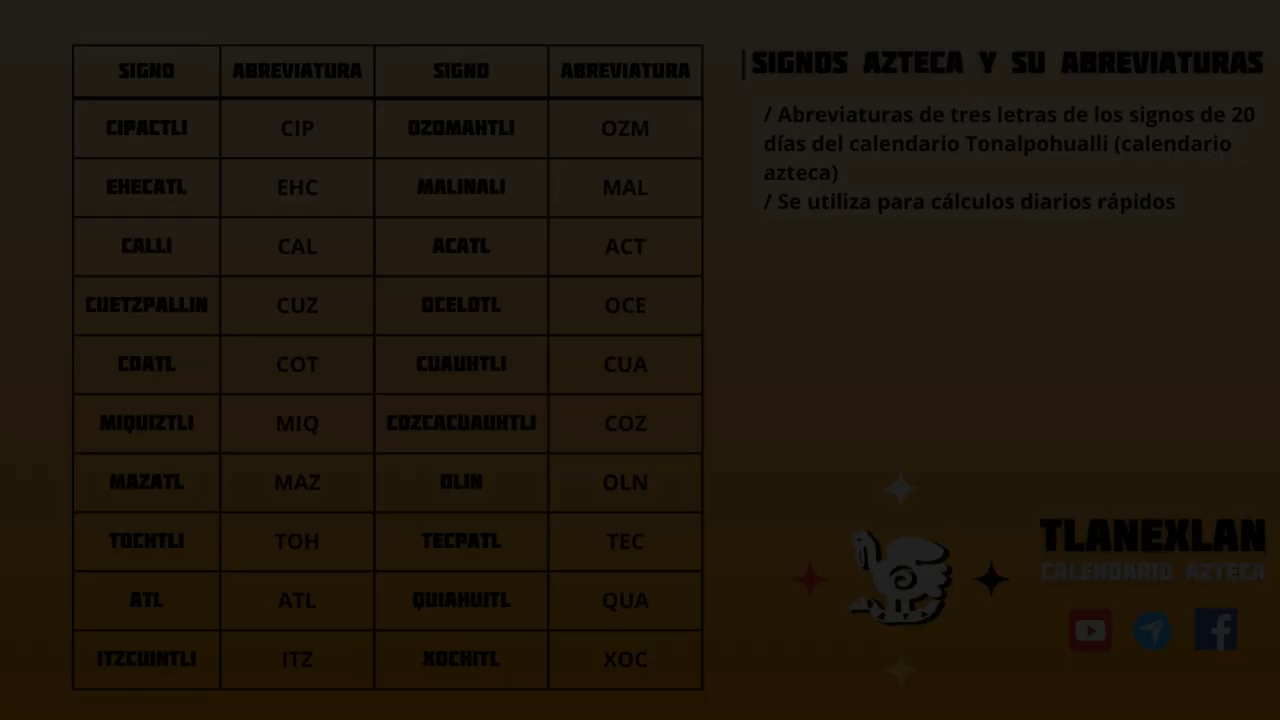 SIGNO ABREVIATURA SIGNO ABREVIATURA
CIPACTLI CIP OZOMAHTLI OZM
EHECATL EHC MALINALI MAL
CALLI CAL ACATL ACT
CUETZPALLIN CUZ OCELOTL OCE
COATL COT CUAUHTLI CUA
MIQUIZTLI MIQ COZCACUAUHTLI COZ
MAZATL MAZ OLIN OLN
TOCHTLI TOH TECPATL TEC
ATL ATL QUIAHUITL QUA
ITZCUINTLI ITZ XOCHITL XOC
SIGNOS AZTECA Y SU ABREVIATURAS
/ Abreviaturas de tres letras de los signos de 20
días del calendario Tonalpohualli (calendario
azteca)
/ Se utiliza para cálculos diarios rápidos
TLANEXLAN
CALENDARIO AZTECA